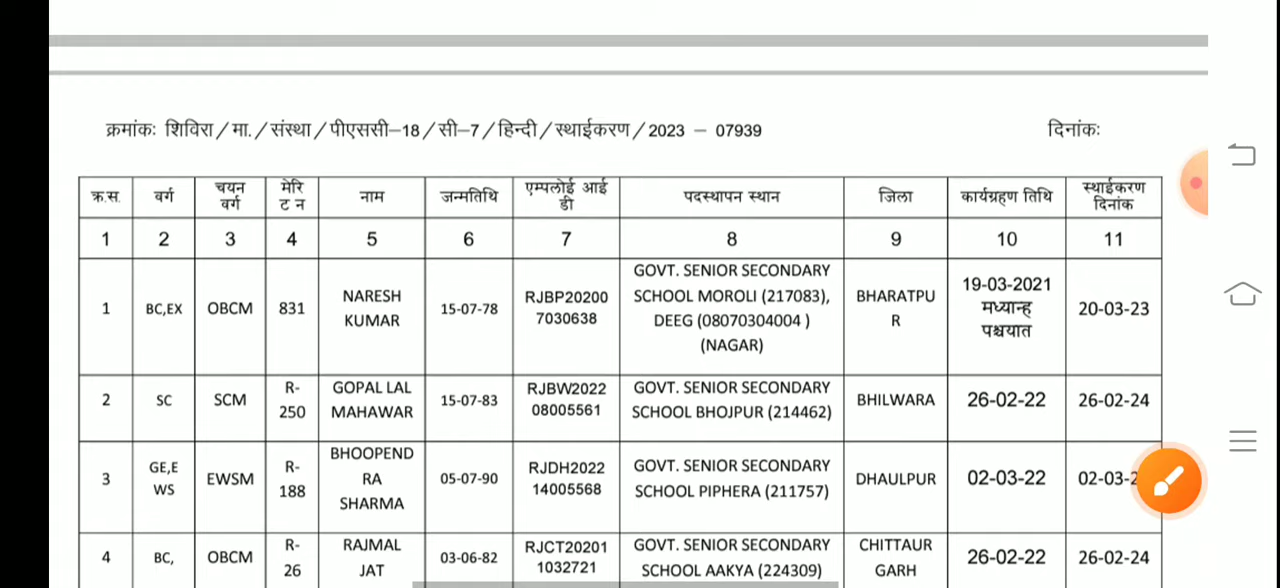 क्रमांकः शिविरा/मा./संस्था/पीएससी–18/सी–7/हिन्दी/स्थाईकरण/2023 – 07939 दिनांकः
क्र.स. वर्ग चयन वर्ग मेरि ट न नाम जन्मतिथि एम्पलोई आई डी पदस्थापन स्थान जिला कार्यग्रहण तिथि स्थाईकरण दिनांक
1 2 3 4 5 6 7 8 9 10 11
1 BC,EX OBCM 831 NARESH KUMAR 15-07-78 RJBP20200 7030638 GOVT. SENIOR SECONDARY SCHOOL MOROLI (217083), DEEG (08070304004 ) (NAGAR) BHARATPU R 19-03-2021 मध्यान्ह पश्चयात 20-03-23
2 SC SCM R- 250 GOPAL LAL MAHAWAR 15-07-83 RJBW2022 08005561 GOVT. SENIOR SECONDARY SCHOOL BHOJPUR (214462) BHILWARA 26-02-22 26-02-24
3 GE,E WS EWSM R- 188 BHOOPEND RA SHARMA 05-07-90 RJDH2022 14005568 GOVT. SENIOR SECONDARY SCHOOL PIPHERA (211757) DHAULPUR 02-03-22 02-03-2
4 BC, OBCM R- 26 RAJMAL JAT 03-06-82 RJCT20201 1032721 GOVT. SENIOR SECONDARY SCHOOL AAKYA (224309) CHITTAUR GARH 26-02-22 26-02-24